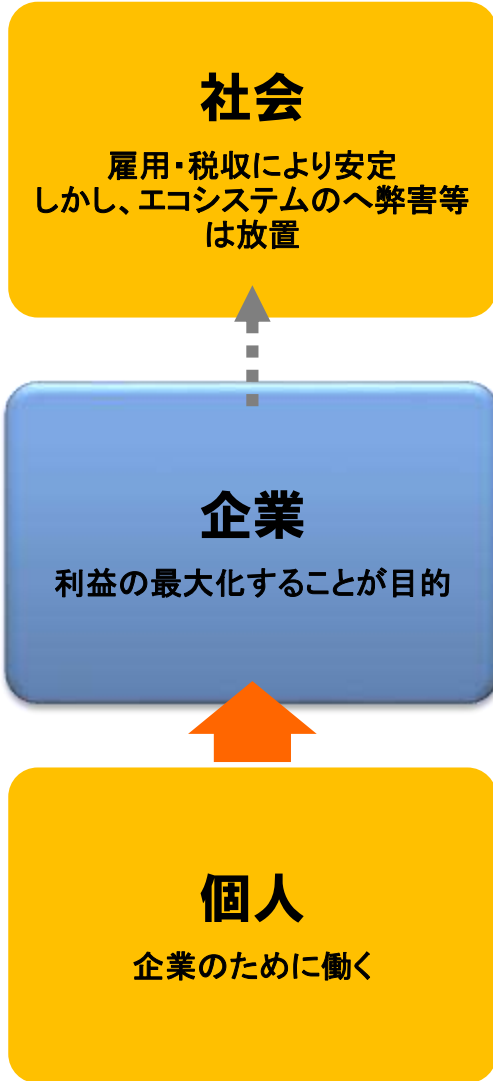 社会
雇用・税収により安定
しかし、エコシステムのへ弊害等
は放置
企業
利益の最大化することが目的
個人
企業のために働く